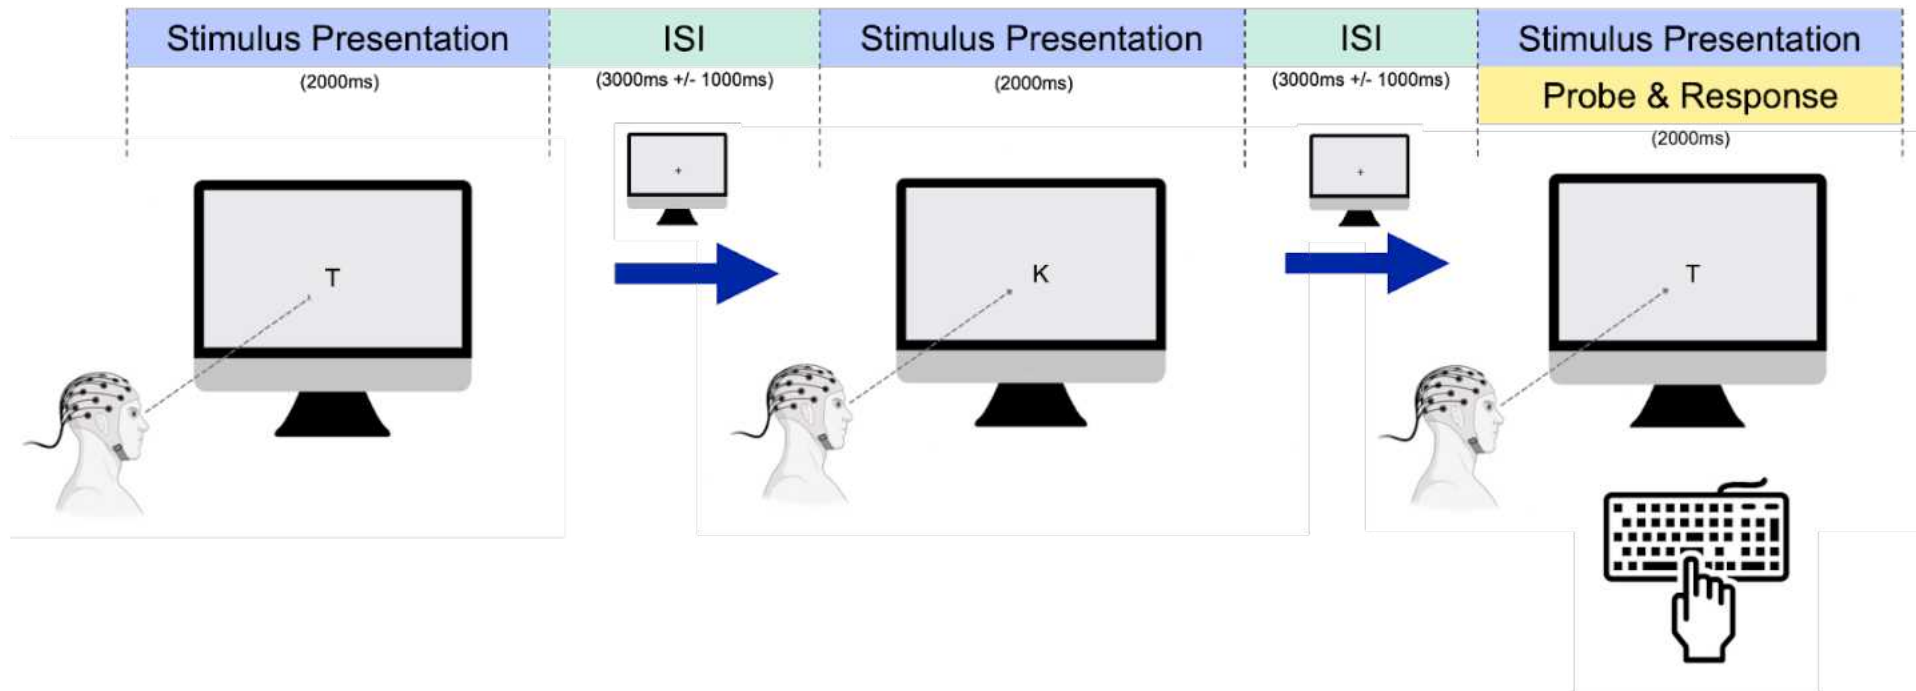 Stimulus Presentation
ISI
Stimulus Presentation
ISI
Stimulus Presentation
(2000ms)
(3000ms +/- 1000ms)
(2000ms)
(3000ms +/- 1000ms)
Probe & Response
(2000ms)
+
+
T
K
T